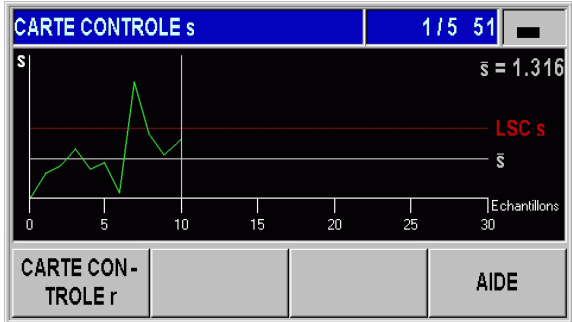 CARTE CONTROLE s 1/5 51
s
s̄ = 1.316
LSC s
s̄
Echantillons
0 5 10 15 20 25 30
CARTE CON-
TROLE r
AIDE